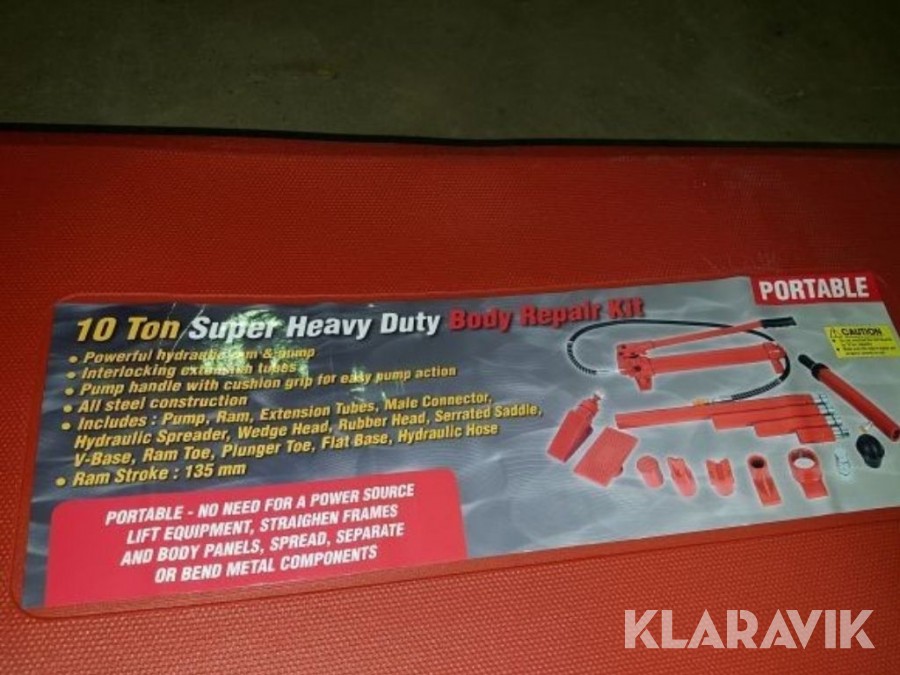 PORTABLE
10 Ton Super Heavy Duty Body Repair Kit
• Powerful hydraulic ram & pump
• Interlocking extension tubes
• Pump handle with cushion grip for easy pump action
• All steel construction
• Includes : Pump, Ram, Extension Tubes, Male Connector,
Hydraulic Spreader, Wedge Head, Rubber Head, Serrated Saddle,
V-Base, Ram Toe, Plunger Toe, Flat Base, Hydraulic Hose
• Ram Stroke : 135 mm
CAUTION
PORTABLE - NO NEED FOR A POWER SOURCE
LIFT EQUIPMENT, STRAIGHEN FRAMES
AND BODY PANELS, SPREAD, SEPARATE
OR BEND METAL COMPONENTS
KLARAVIK